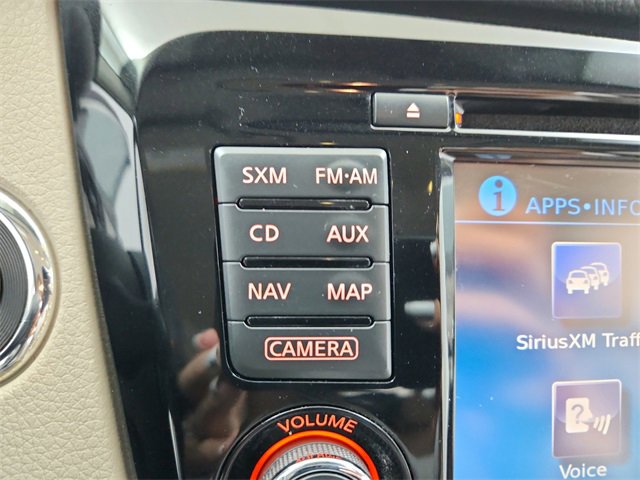 SXM FM·AM
CD AUX
NAV MAP
CAMERA
VOLUME
i APPS•INFO
SiriusXM Traff
Voice